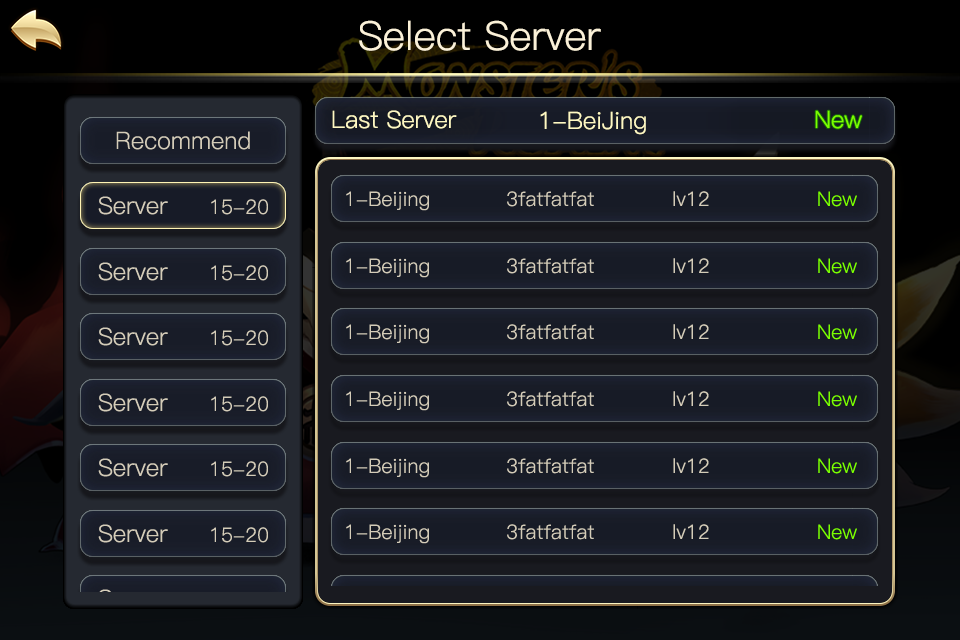 Select Server
MONSTER'S
Last Server 1-BeiJing New
Recommend
Server 15-20
Server 15-20
Server 15-20
Server 15-20
Server 15-20
Server 15-20
1-Beijing 3fatfatfat lv12 New
1-Beijing 3fatfatfat lv12 New
1-Beijing 3fatfatfat lv12 New
1-Beijing 3fatfatfat lv12 New
1-Beijing 3fatfatfat lv12 New
1-Beijing 3fatfatfat lv12 New